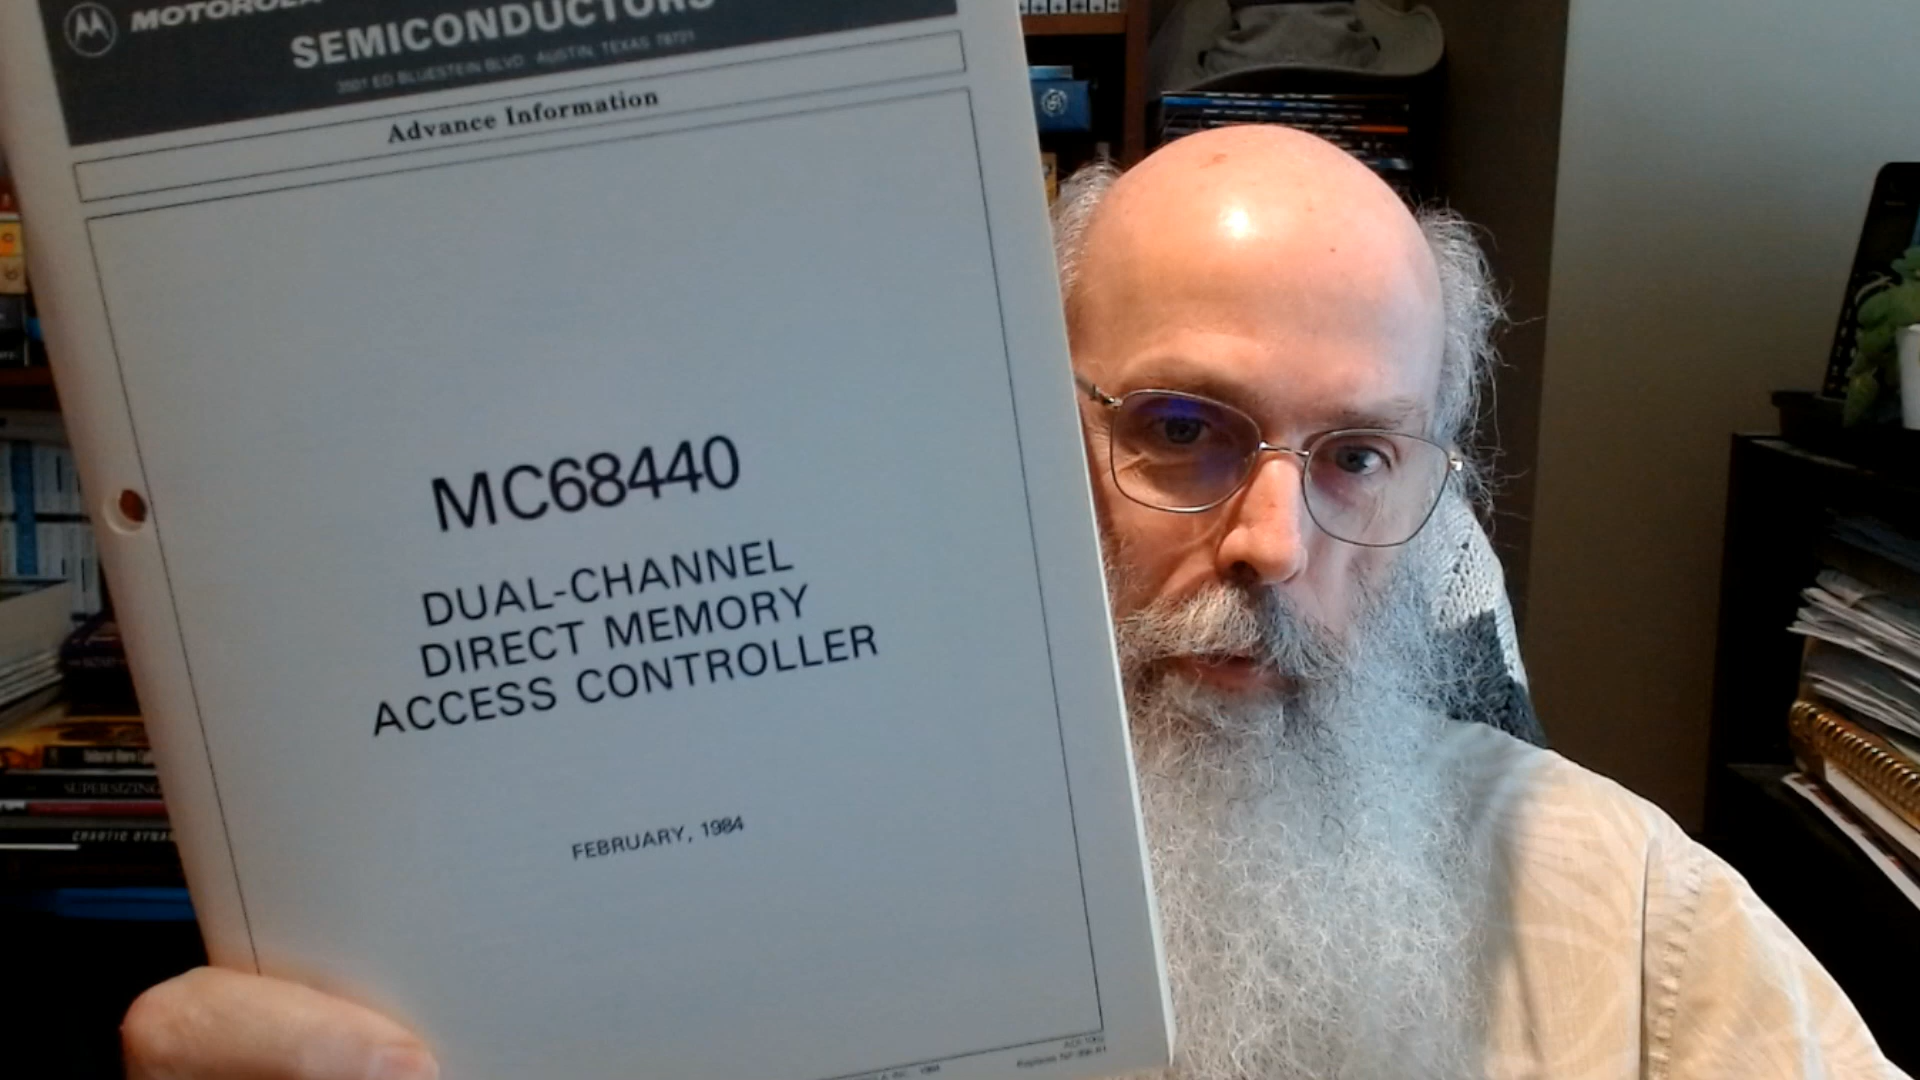 MOTOROLA
SEMICONDUCTORS
3501 ED BLUESTEIN BLVD. AUSTIN, TEXAS 78721
Advance Information
MC68440
DUAL-CHANNEL
DIRECT MEMORY
ACCESS CONTROLLER
FEBRUARY, 1984
SUPERSIZING